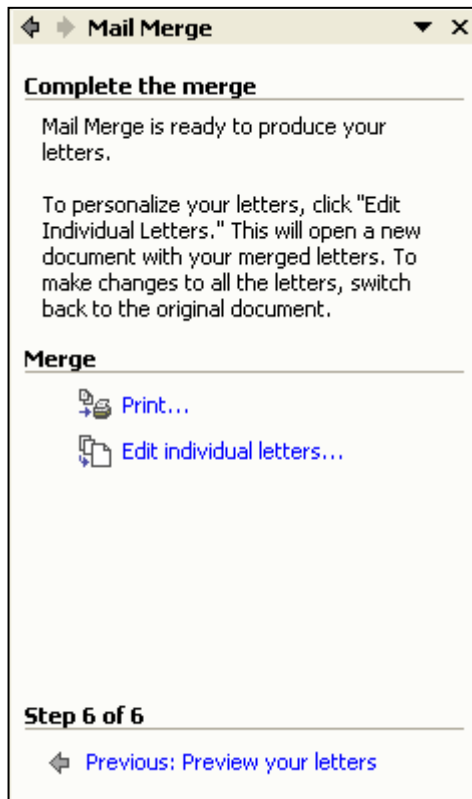 Mail Merge
Complete the merge
Mail Merge is ready to produce your
letters.
To personalize your letters, click "Edit
Individual Letters." This will open a new
document with your merged letters. To
make changes to all the letters, switch
back to the original document.
Merge
Print...
Edit individual letters...
Step 6 of 6
Previous: Preview your letters